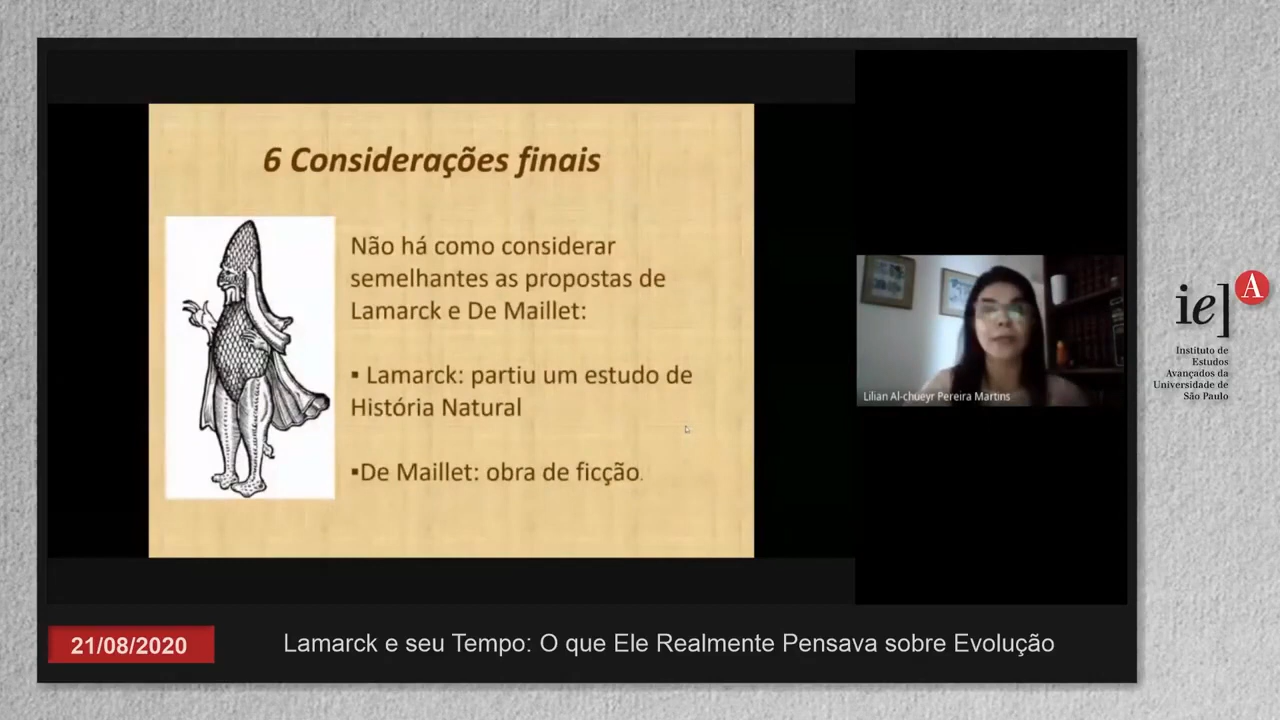 6 Considerações finais
Não há como considerar
semelhantes as propostas de
Lamarck e De Maillet:
▪ Lamarck: partiu um estudo de
História Natural
▪De Maillet: obra de ficção.
Lilian Al-chueyr Pereira Martins
ie] A
Instituto de
Estudos
Avançados da
Universidade de
São Paulo
21/08/2020
Lamarck e seu Tempo: O que Ele Realmente Pensava sobre Evolução